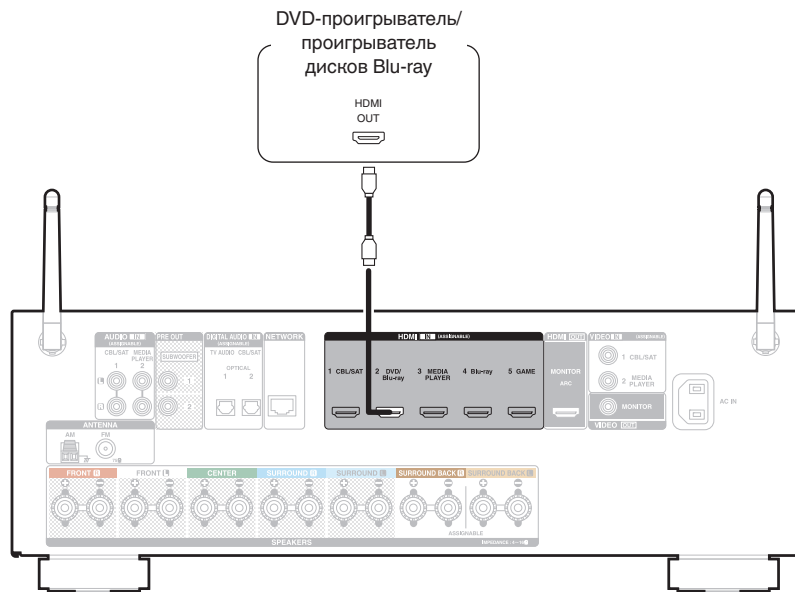 DVD-проигрыватель/
проигрыватель
дисков Blu-ray
HDMI
OUT
AUDIO IN
(ASSIGNABLE)
CBL/SAT MEDIA PLAYER
1 2
R
L
PRE OUT
SUBWOOFER
1
2
DIGITAL AUDIO IN
(ASSIGNABLE)
TV AUDIO CBL/SAT
OPTICAL
1 2
NETWORK
HDMI IN (ASSIGNABLE)
1 CBL/SAT
2 DVD/
Blu-ray
3 MEDIA
PLAYER
4 Blu-ray
5 GAME
HDMI OUT
MONITOR
ARC
VIDEO IN (ASSIGNABLE)
1 CBL/SAT
2 MEDIA
PLAYER
MONITOR
VIDEO OUT
AC IN
ANTENNA
AM FM
FRONT R FRONT L CENTER SURROUND R SURROUND L SURROUND BACK R SURROUND BACK L
ASSIGNABLE
SPEAKERS